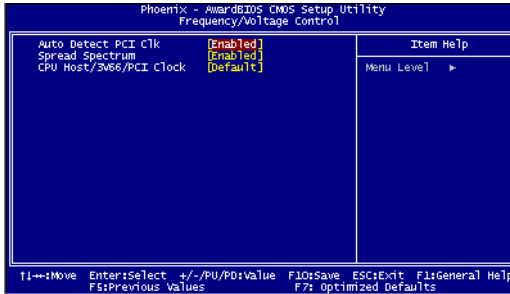 Phoenix - AwardBIOS CMOS Setup Utility
Frequency/Voltage Control
Auto Detect PCI Clk [Enabled]
Spread Spectrum [Enabled]
CPU Host/3V66/PCI Clock [Default]
Item Help
Menu Level ►
↑↓→←:Move Enter:Select +/-/PU/PD:Value F10:Save ESC:Exit F1:General Help
F5:Previous Values F7: Optimized Defaults